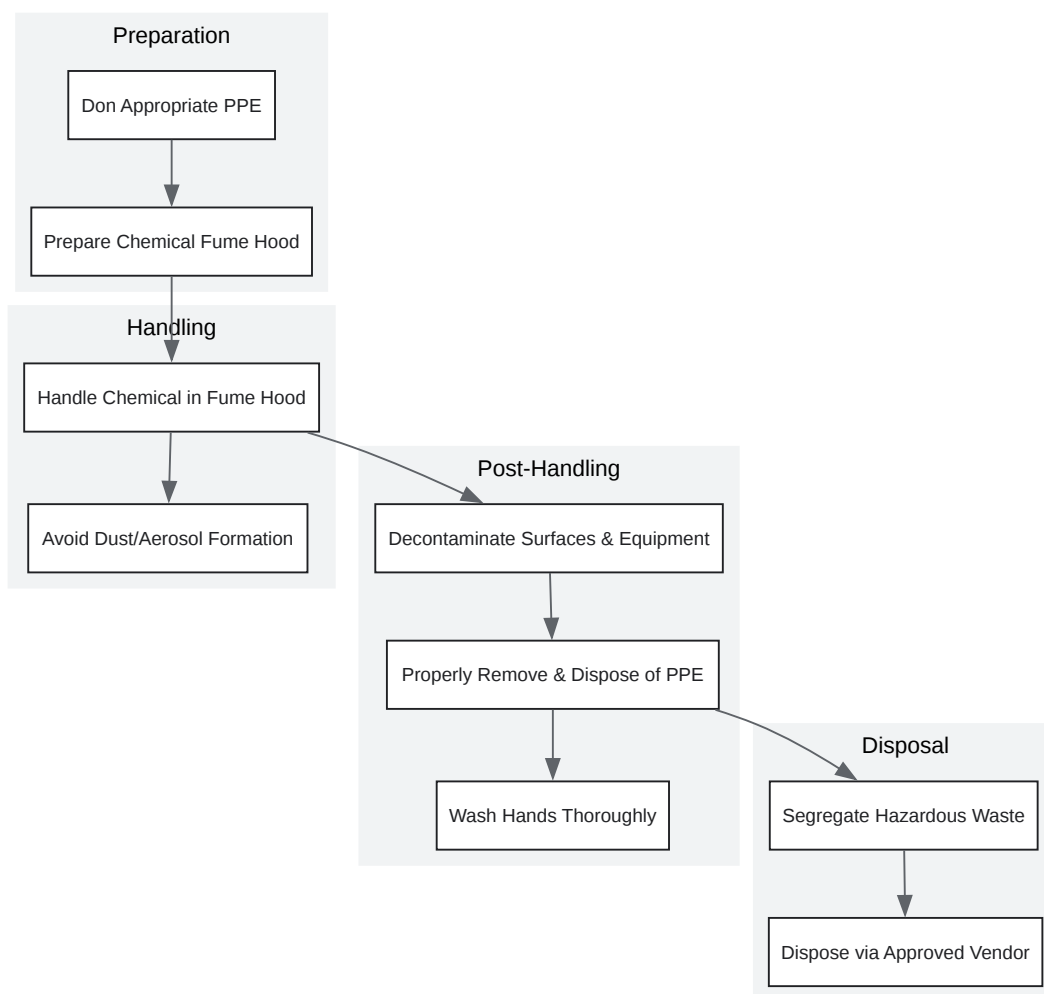 Preparation
Don Appropriate PPE
Prepare Chemical Fume Hood
Handling
Handle Chemical in Fume Hood
Avoid Dust/Aerosol Formation
Post-Handling
Decontaminate Surfaces & Equipment
Properly Remove & Dispose of PPE
Wash Hands Thoroughly
Disposal
Segregate Hazardous Waste
Dispose via Approved Vendor